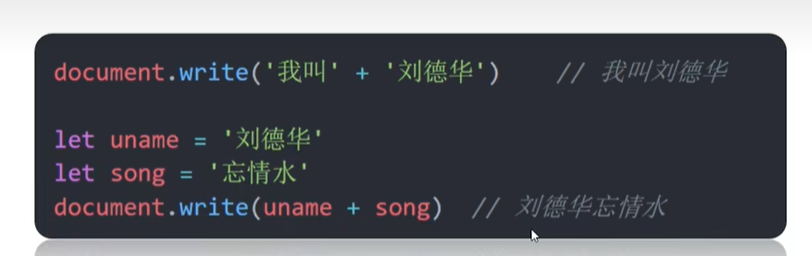 document.write('我叫' + '刘德华')    // 我叫刘德华
let uname = '刘德华'
let song = '忘情水'
document.write(uname + song)  // 刘德华忘情水